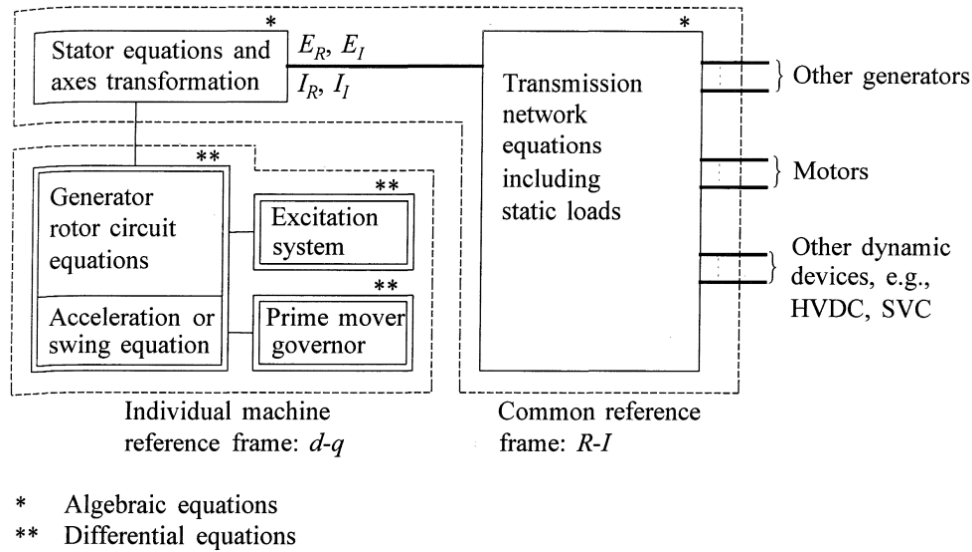 *
Stator equations and
axes transformation
E_R, E_I
I_R, I_I
*
Transmission
network
equations
including
static loads
Other generators
Motors
Other dynamic
devices, e.g.,
HVDC, SVC
**
Generator
rotor circuit
equations
Acceleration or
swing equation
**
Excitation
system
**
Prime mover
governor
Individual machine
reference frame: d-q
Common reference
frame: R-I
* Algebraic equations
** Differential equations